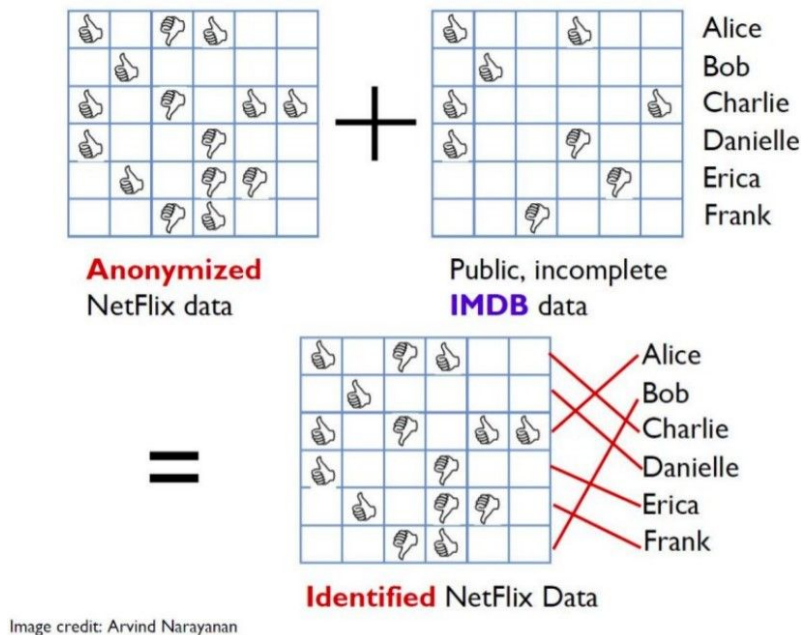 Alice
Bob
Charlie
Danielle
Erica
Frank
Anonymized
NetFlix data
Public, incomplete
IMDB data
Alice
Bob
Charlie
Danielle
Erica
Frank
Identified NetFlix Data
Image credit: Arvind Narayanan